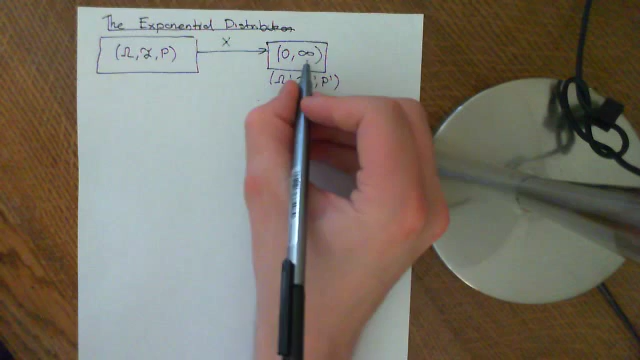 The Exponential Distribution
(Ω, F, P) X [0, ∞)
(Ω', F', P')